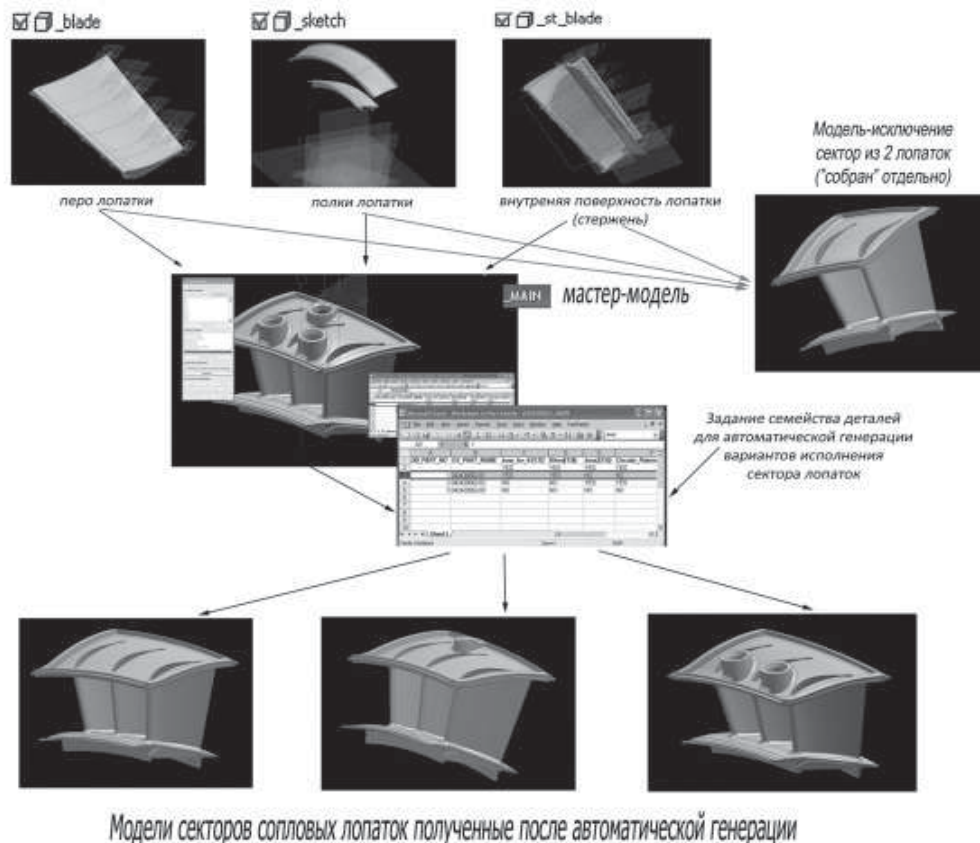 _blade
_sketch
_st_blade
перо лопатки
полки лопатки
внутреняя поверхность лопатки
(стержень)
Модель-исключение
сектор из 2 лопаток
("собран" отдельно)
_MAIN мастер-модель
Задание семейства деталей
для автоматической генерации
вариантов исполнения
сектора лопаток
Модели секторов сопловых лопаток полученные после автоматической генерации